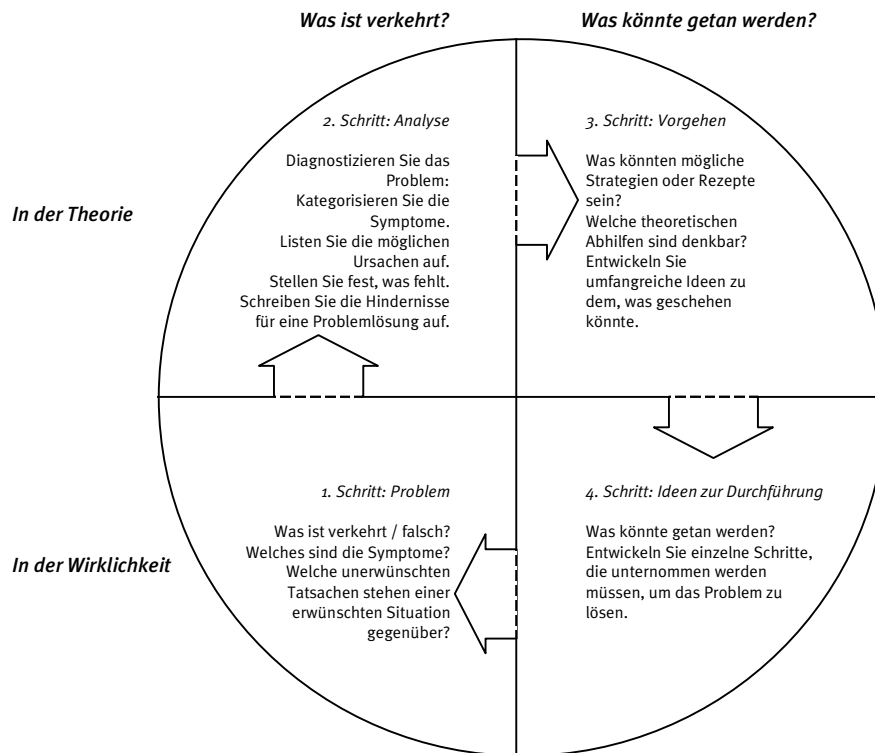 Was ist verkehrt?
Was könnte getan werden?
In der Theorie
2. Schritt: Analyse
Diagnostizieren Sie das
Problem:
Kategorisieren Sie die
Symptome.
Listen Sie die möglichen
Ursachen auf.
Stellen Sie fest, was fehlt.
Schreiben Sie die Hindernisse
für eine Problemlösung auf.
3. Schritt: Vorgehen
Was könnten mögliche
Strategien oder Rezepte
sein?
Welche theoretischen
Abhilfen sind denkbar?
Entwickeln Sie
umfangreiche Ideen zu
dem, was geschehen
könnte.
In der Wirklichkeit
1. Schritt: Problem
Was ist verkehrt / falsch?
Welches sind die Symptome?
Welche unerwünschten
Tatsachen stehen einer
erwünschten Situation
gegenüber?
4. Schritt: Ideen zur Durchführung
Was könnte getan werden?
Entwickeln Sie einzelne Schritte,
die unternommen werden
müssen, um das Problem zu
lösen.